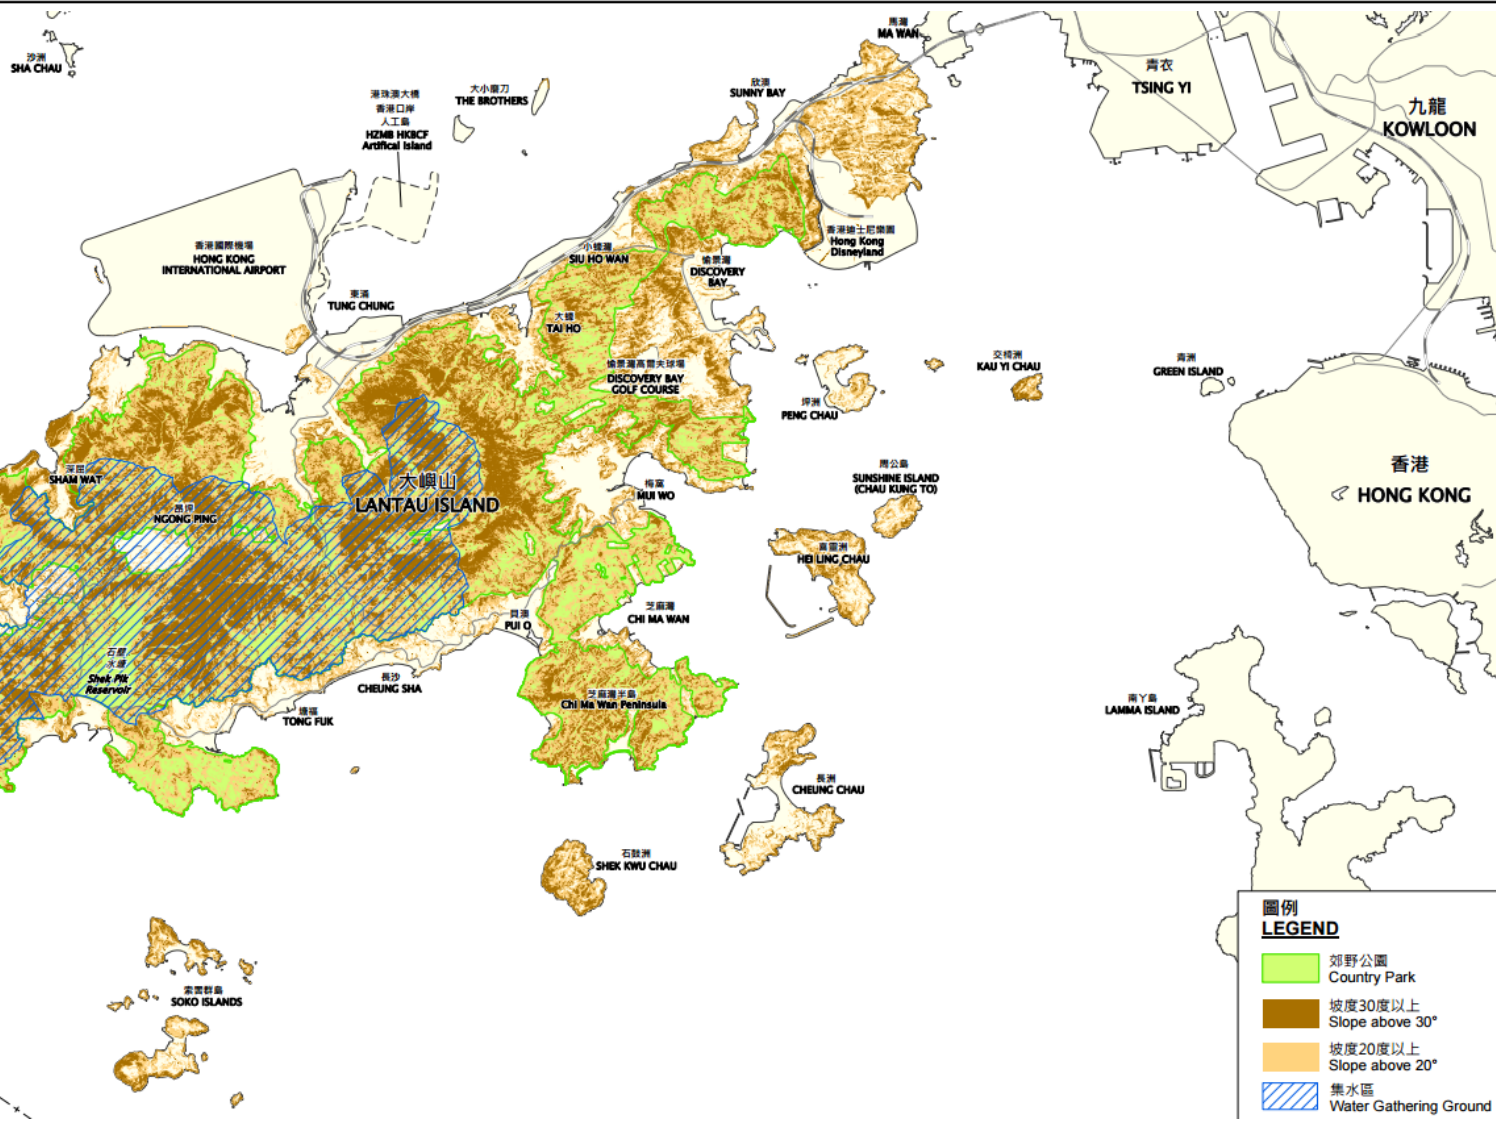 馬灣
MA WAN
沙洲
SHA CHAU
青衣
TSING YI
欣澳
SUNNY BAY
大小磨刀
THE BROTHERS
港珠澳大橋
香港口岸
人工島
HZMB HKBCF
Artifical Island
九龍
KOWLOON
香港國際機場
HONG KONG
INTERNATIONAL AIRPORT
香港迪士尼樂園
Hong Kong
Disneyland
小蠔灣
SIU HO WAN
愉景灣
DISCOVERY
BAY
東涌
TUNG CHUNG
大蠔
TAI HO
愉景灣高爾夫球場
DISCOVERY BAY
GOLF COURSE
交椅洲
KAU YI CHAU
青洲
GREEN ISLAND
坪洲
PENG CHAU
深屈
SHAM WAT
大嶼山
LANTAU ISLAND
周公島
SUNSHINE ISLAND
(CHAU KUNG TO)
香港
HONG KONG
梅窩
MUI WO
昂坪
NGONG PING
喜靈洲
HEI LING CHAU
貝澳
PUI O
芝麻灣
CHI MA WAN
石壁
水塘
Shek Pik
Reservoir
長沙
CHEUNG SHA
芝麻灣半島
Chi Ma Wan Peninsula
塘福
TONG FUK
南丫島
LAMMA ISLAND
長洲
CHEUNG CHAU
石鼓洲
SHEK KWU CHAU
索罟群島
SOKO ISLANDS
圖例
LEGEND
郊野公園
Country Park
坡度30度以上
Slope above 30°
坡度20度以上
Slope above 20°
集水區
Water Gathering Ground